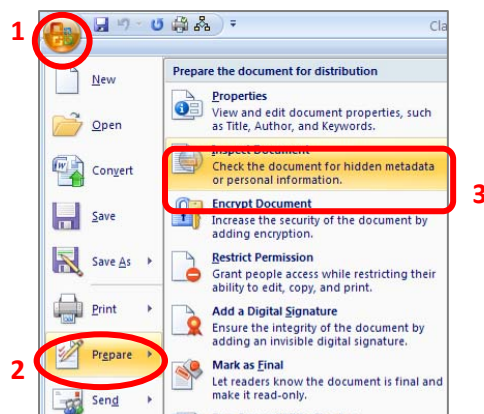 1
Cla
New
Open
Convert
Save
Save As
Print
Prepare
Send
2
Prepare the document for distribution
Properties
View and edit document properties, such
as Title, Author, and Keywords.
Inspect Document
Check the document for hidden metadata
or personal information.
3
Encrypt Document
Increase the security of the document by
adding encryption.
Restrict Permission
Grant people access while restricting their
ability to edit, copy, and print.
Add a Digital Signature
Ensure the integrity of the document by
adding an invisible digital signature.
Mark as Final
Let readers know the document is final and
make it read-only.